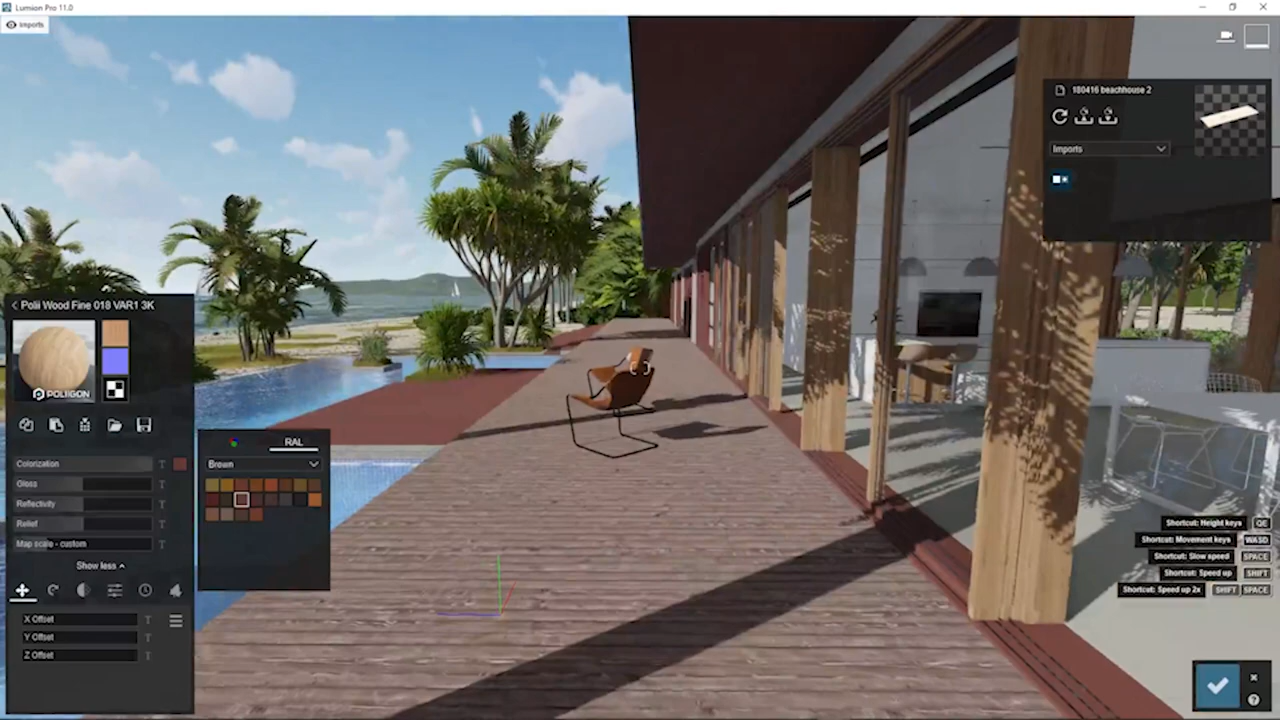 Lumion Pro 11.0
Imports
180416 beachhouse 2
Imports
Polii Wood Fine 018 VAR1 3K
POLIIGON
RAL
Brown
Colorization T
Gloss T
Reflectivity T
Relief T
Map scale - custom T
Show less
X Offset T
Y Offset T
Z Offset T
Shortcut: Height keys QE
Shortcut: Movement keys WASD
Shortcut: Slow speed SPACE
Shortcut: Speed up SHIFT
Shortcut: Speed up 2x SHIFT SPACE